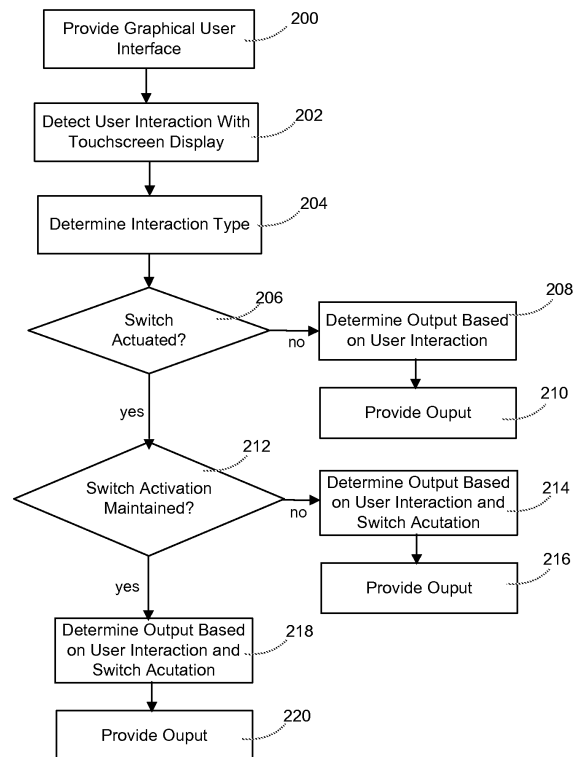 Provide Graphical User
Interface
200
Detect User Interaction With
Touchscreen Display
202
Determine Interaction Type
204
Switch
Actuated?
206
no
Determine Output Based
on User Interaction
208
Provide Ouput
210
yes
Switch Activation
Maintained?
212
no
Determine Output Based
on User Interaction and
Switch Acutation
214
Provide Ouput
216
yes
Determine Output Based
on User Interaction and
Switch Acutation
218
Provide Ouput
220